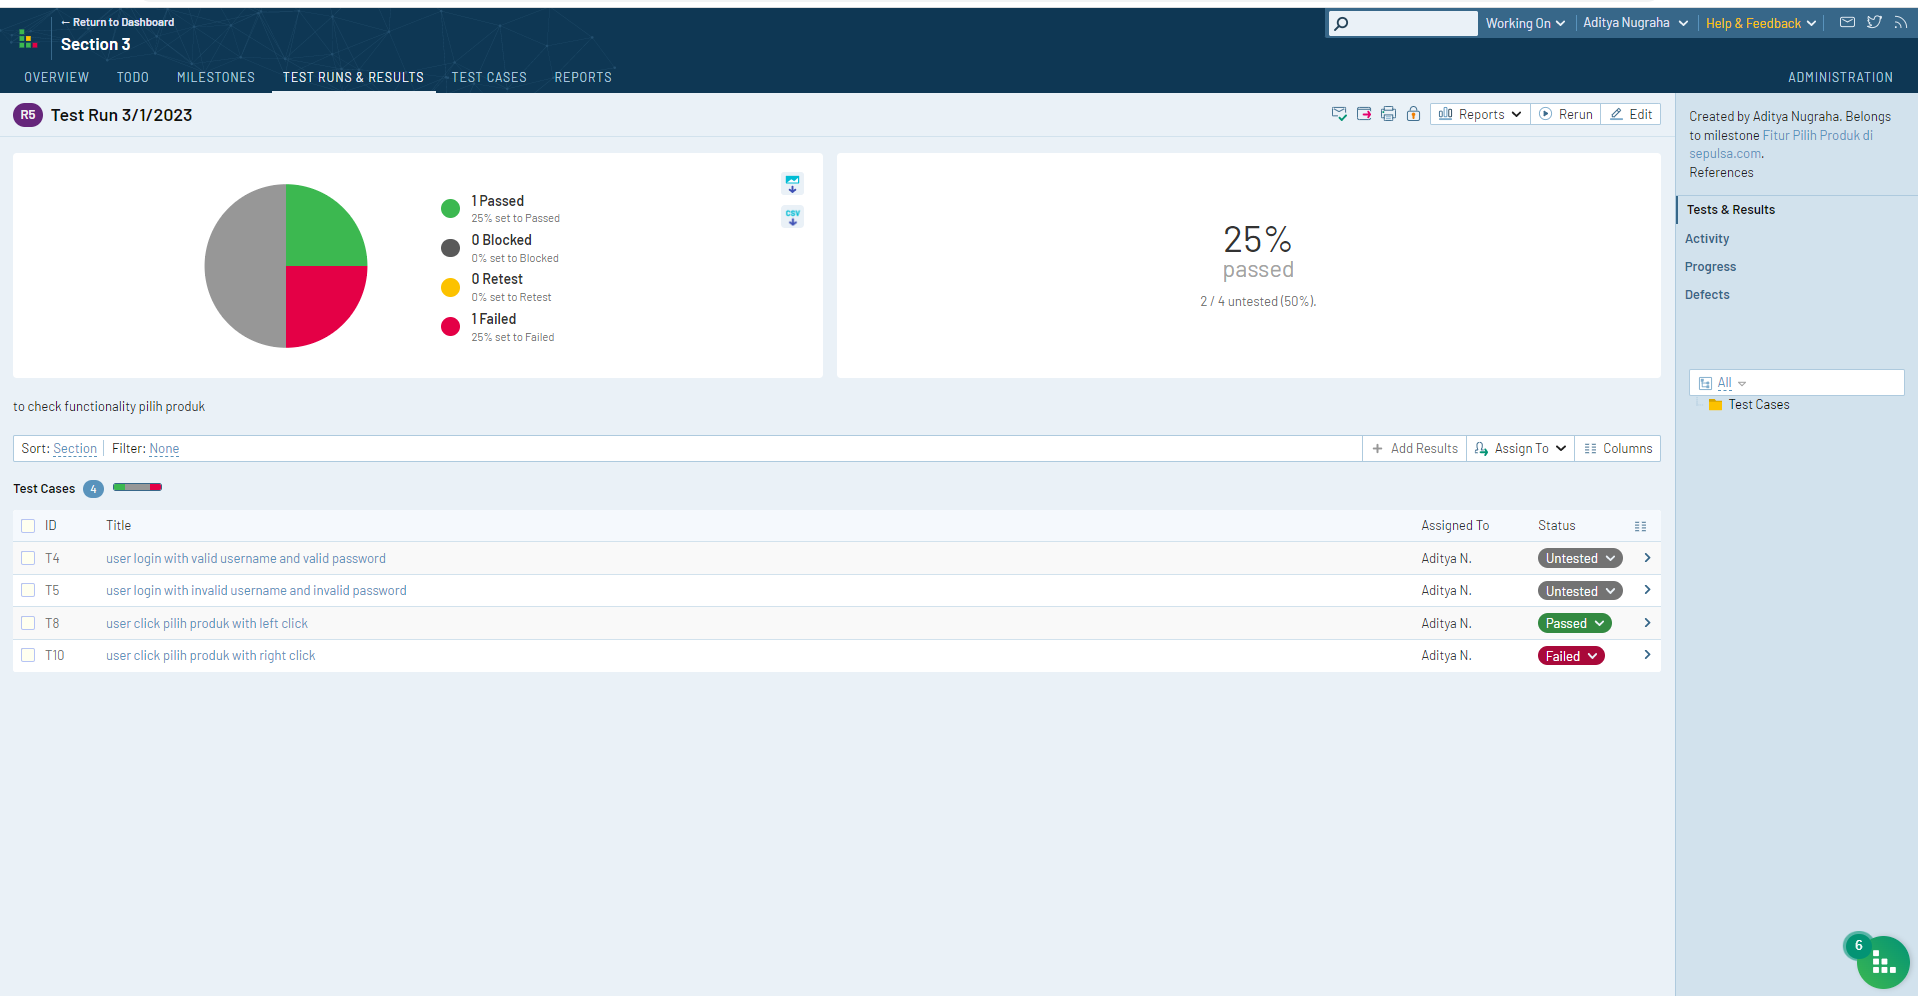 ← Return to Dashboard
Section 3
Working On
Aditya Nugraha
Help & Feedback
OVERVIEW TODO MILESTONES TEST RUNS & RESULTS TEST CASES REPORTS
ADMINISTRATION
R5 Test Run 3/1/2023
Reports
Rerun
Edit
1 Passed
25% set to Passed
0 Blocked
0% set to Blocked
0 Retest
0% set to Retest
1 Failed
25% set to Failed
CSV
25%
passed
2 / 4 untested (50%).
to check functionality pilih produk
Sort: Section Filter: None
+ Add Results
Assign To
Columns
Test Cases 4
ID Title Assigned To Status
T4 user login with valid username and valid password Aditya N. Untested
T5 user login with invalid username and invalid password Aditya N. Untested
T8 user click pilih produk with left click Aditya N. Passed
T10 user click pilih produk with right click Aditya N. Failed
Created by Aditya Nugraha. Belongs
to milestone Fitur Pilih Produk di
sepulsa.com.
References
Tests & Results
Activity
Progress
Defects
All
Test Cases
6